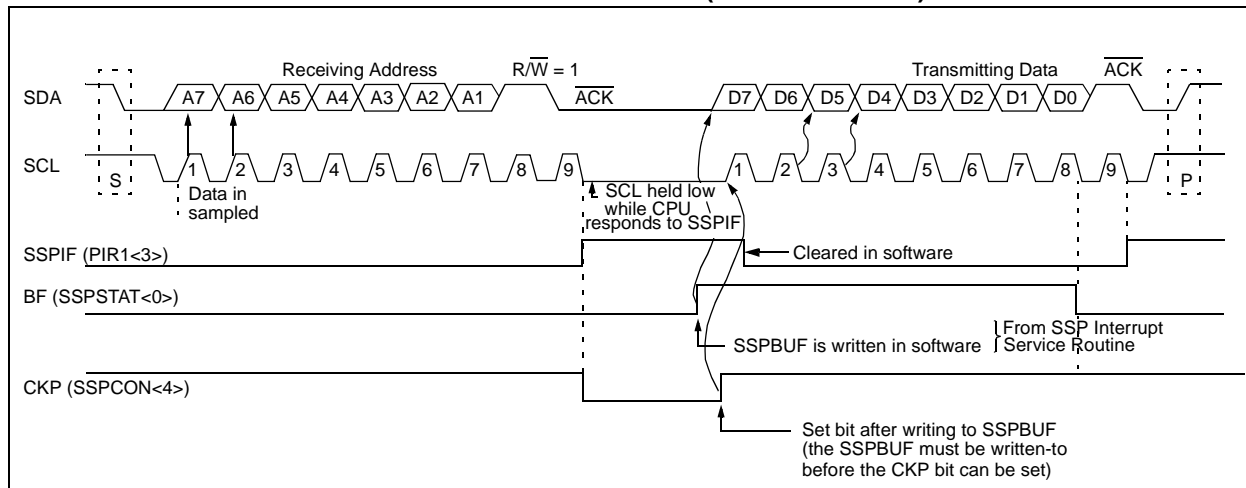 Receiving Address
R/W = 1
Transmitting Data
ACK
SDA
A7 A6 A5 A4 A3 A2 A1
ACK
D7 D6 D5 D4 D3 D2 D1 D0
SCL
S
1 2 3 4 5 6 7 8 9
1 2 3 4 5 6 7 8 9
P
Data in
sampled
SCL held low
while CPU
responds to SSPIF
SSPIF (PIR1<3>)
Cleared in software
BF (SSPSTAT<0>)
SSPBUF is written in software
From SSP Interrupt
Service Routine
CKP (SSPCON<4>)
Set bit after writing to SSPBUF
(the SSPBUF must be written-to
before the CKP bit can be set)